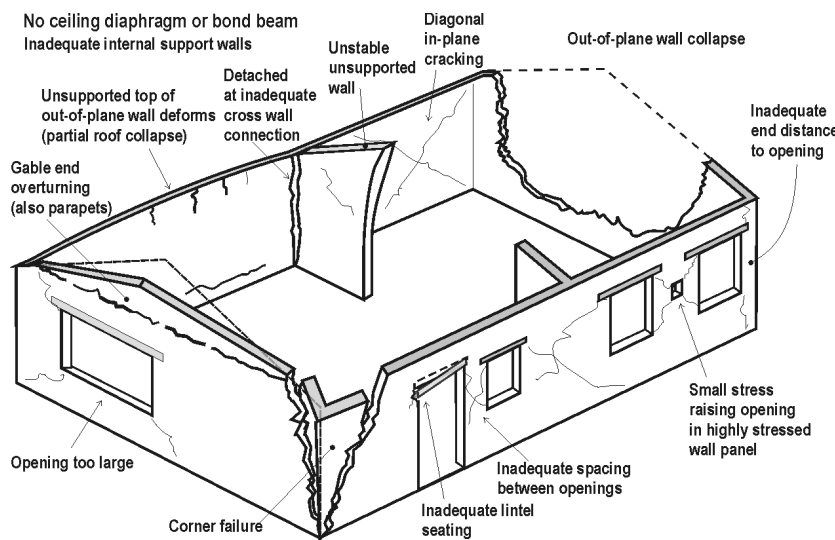 No ceiling diaphragm or bond beam
Inadequate internal support walls
Unsupported top of
out-of-plane wall deforms
(partial roof collapse)
Gable end
overturning
(also parapets)
Detached
at inadequate
cross wall
connection
Unstable
unsupported
wall
Diagonal
in-plane
cracking
Out-of-plane wall collapse
Inadequate
end distance
to opening
Small stress
raising opening
in highly stressed
wall panel
Inadequate spacing
between openings
Inadequate lintel
seating
Corner failure
Opening too large